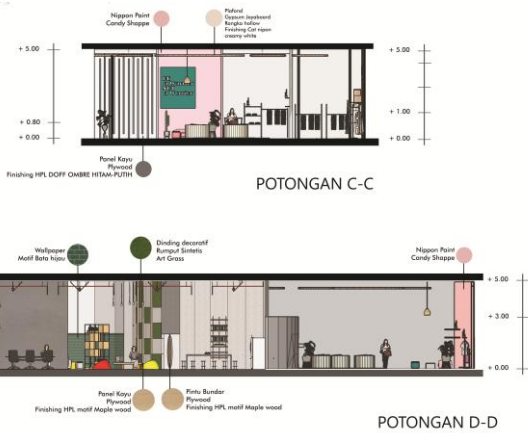 Nippon Paint
Candy Shappe
Plafond
Gypsum Jayaboard
Rangka hollow
Finishing Cat nipon
creamy white
+ 5.00
+ 5.00
+ 0.80
+ 0.00
+ 1.00
+ 0.00
Panel Kayu
Plywood
Finishing HPL DOFF OMBRE HITAM-PUTIH
POTONGAN C-C
Wallpaper
Motif Bata hijau
Dinding decoratif
Rumput Sintetis
Art Grass
Nippon Paint
Candy Shappe
+ 5.00
+ 3.00
+ 0.00
Panel Kayu
Plywood
Finishing HPL motif Maple wood
Pintu Bundar
Plywood
Finishing HPL motif Maple wood
POTONGAN D-D